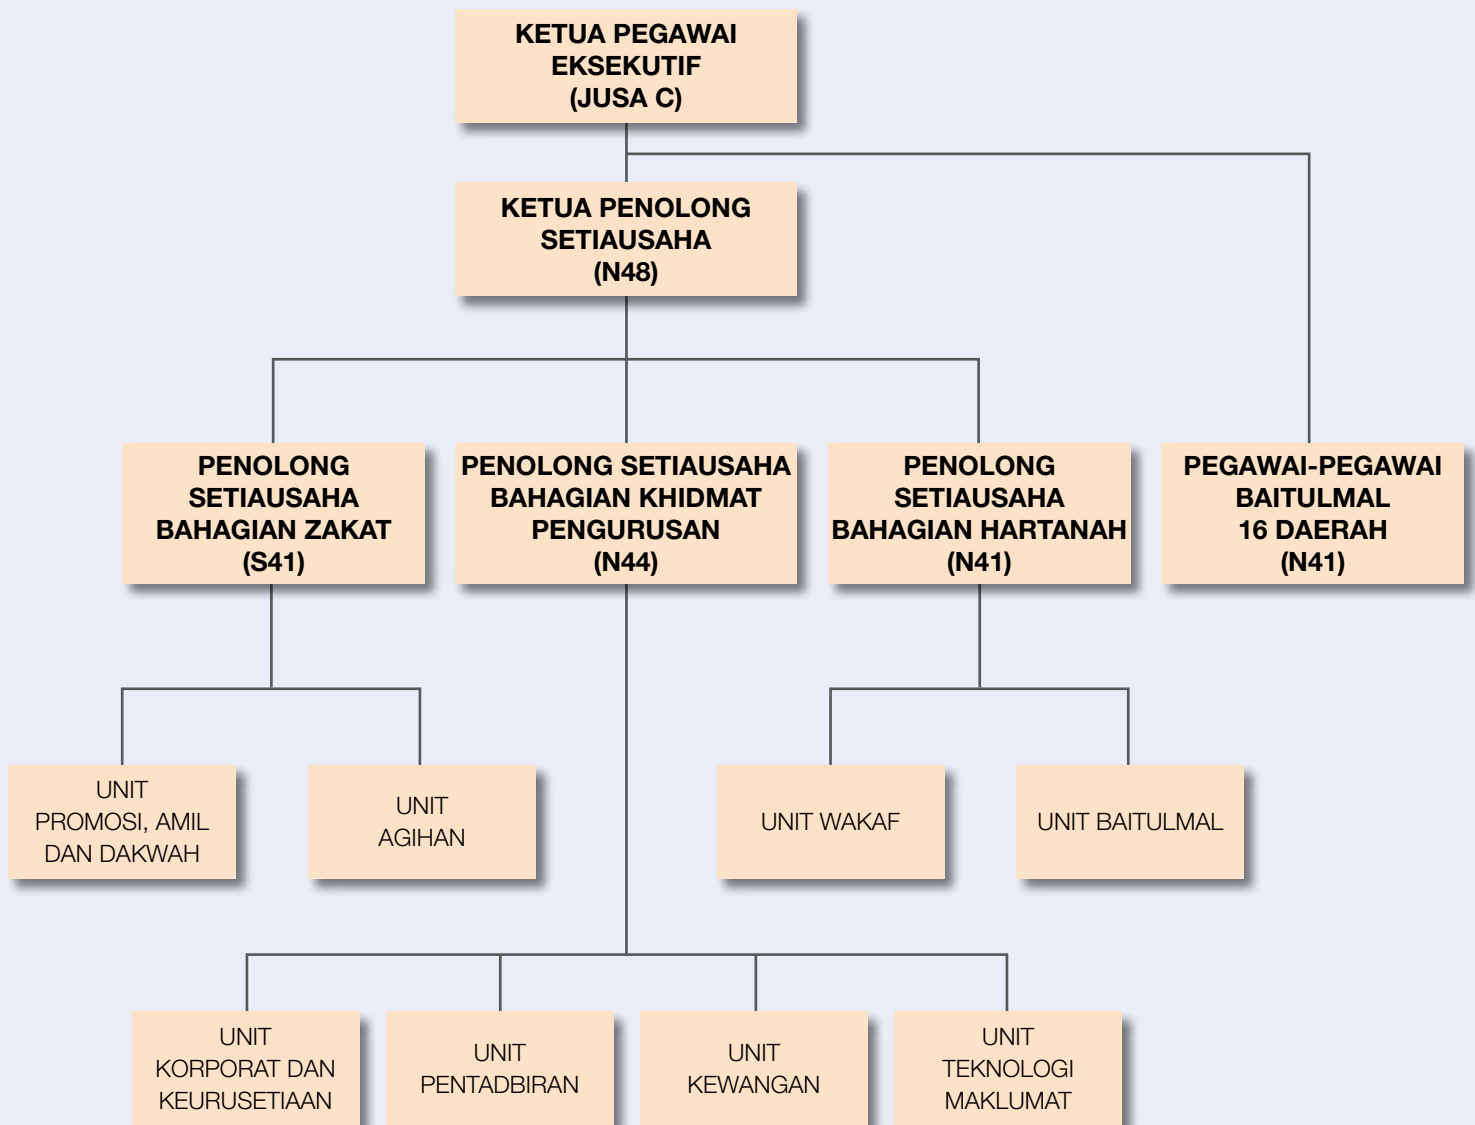 KETUA PEGAWAI
EKSEKUTIF
(JUSA C)
KETUA PENOLONG
SETIAUSAHA
(N48)
PENOLONG
SETIAUSAHA
BAHAGIAN ZAKAT
(S41)
PENOLONG SETIAUSAHA
BAHAGIAN KHIDMAT
PENGURUSAN
(N44)
PENOLONG
SETIAUSAHA
BAHAGIAN HARTANAH
(N41)
PEGAWAI-PEGAWAI
BAITULMAL
16 DAERAH
(N41)
UNIT
PROMOSI, AMIL
DAN DAKWAH
UNIT
AGIHAN
UNIT WAKAF
UNIT BAITULMAL
UNIT
KORPORAT DAN
KEURUSETIAAN
UNIT
PENTADBIRAN
UNIT
KEWANGAN
UNIT
TEKNOLOGI
MAKLUMAT